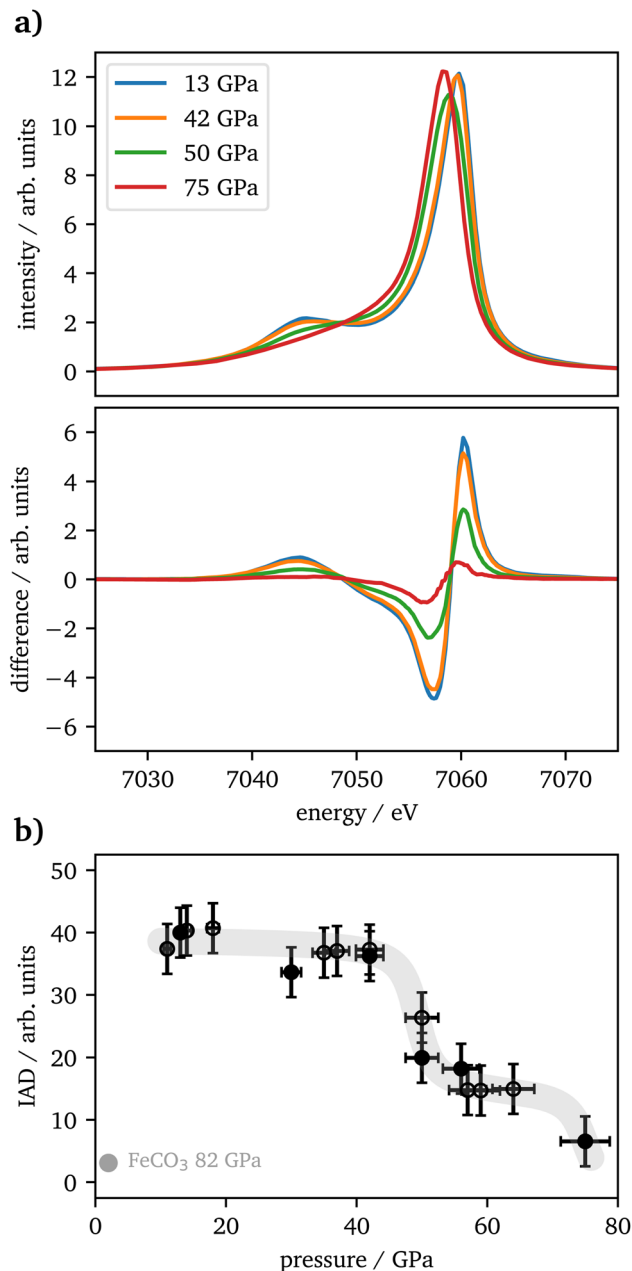 a)
12
10
8
6
4
2
0
intensity / arb. units
13 GPa
42 GPa
50 GPa
75 GPa
6
4
2
0
−2
−4
−6
difference / arb. units
7030 7040 7050 7060 7070
energy / eV
b)
50
40
30
20
10
0
IAD / arb. units
FeCO₃ 82 GPa
0 20 40 60 80
pressure / GPa